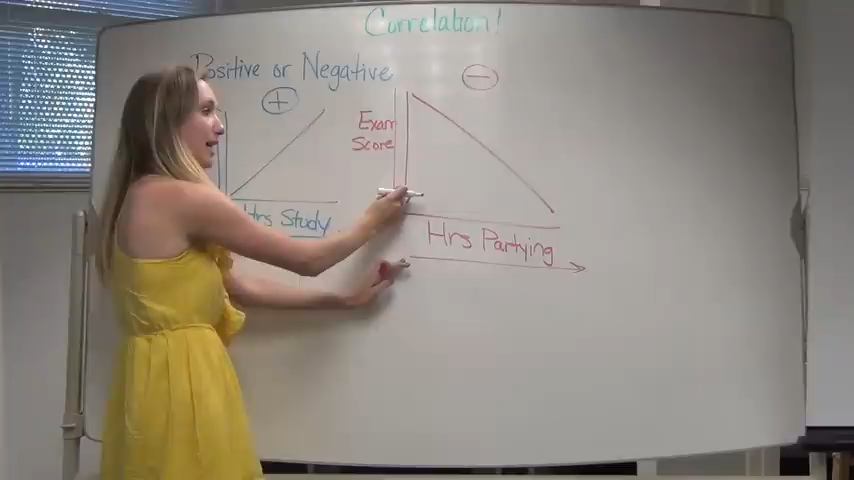 Correlation!
Positive or Negative
+
Hrs Study
−
Exam
Score
Hrs Partying